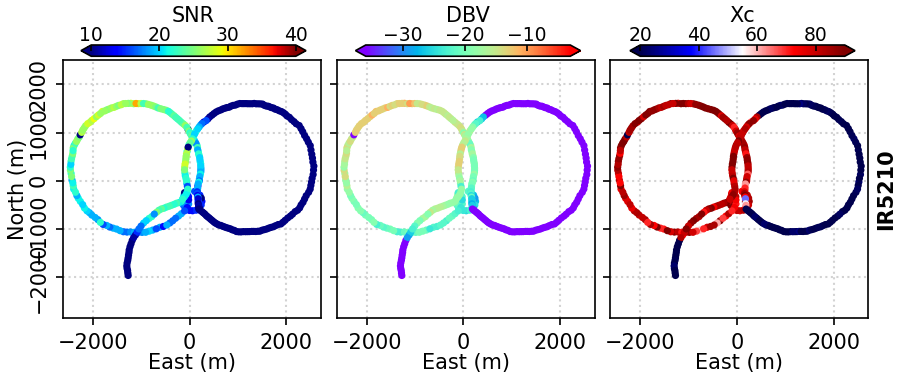 SNR DBV Xc
10 20 30 40 −30 −20 −10 20 40 60 80
2000
1000
0
−1000
−2000
North (m)
IR5210
−2000 0 2000 −2000 0 2000 −2000 0 2000
East (m) East (m) East (m)